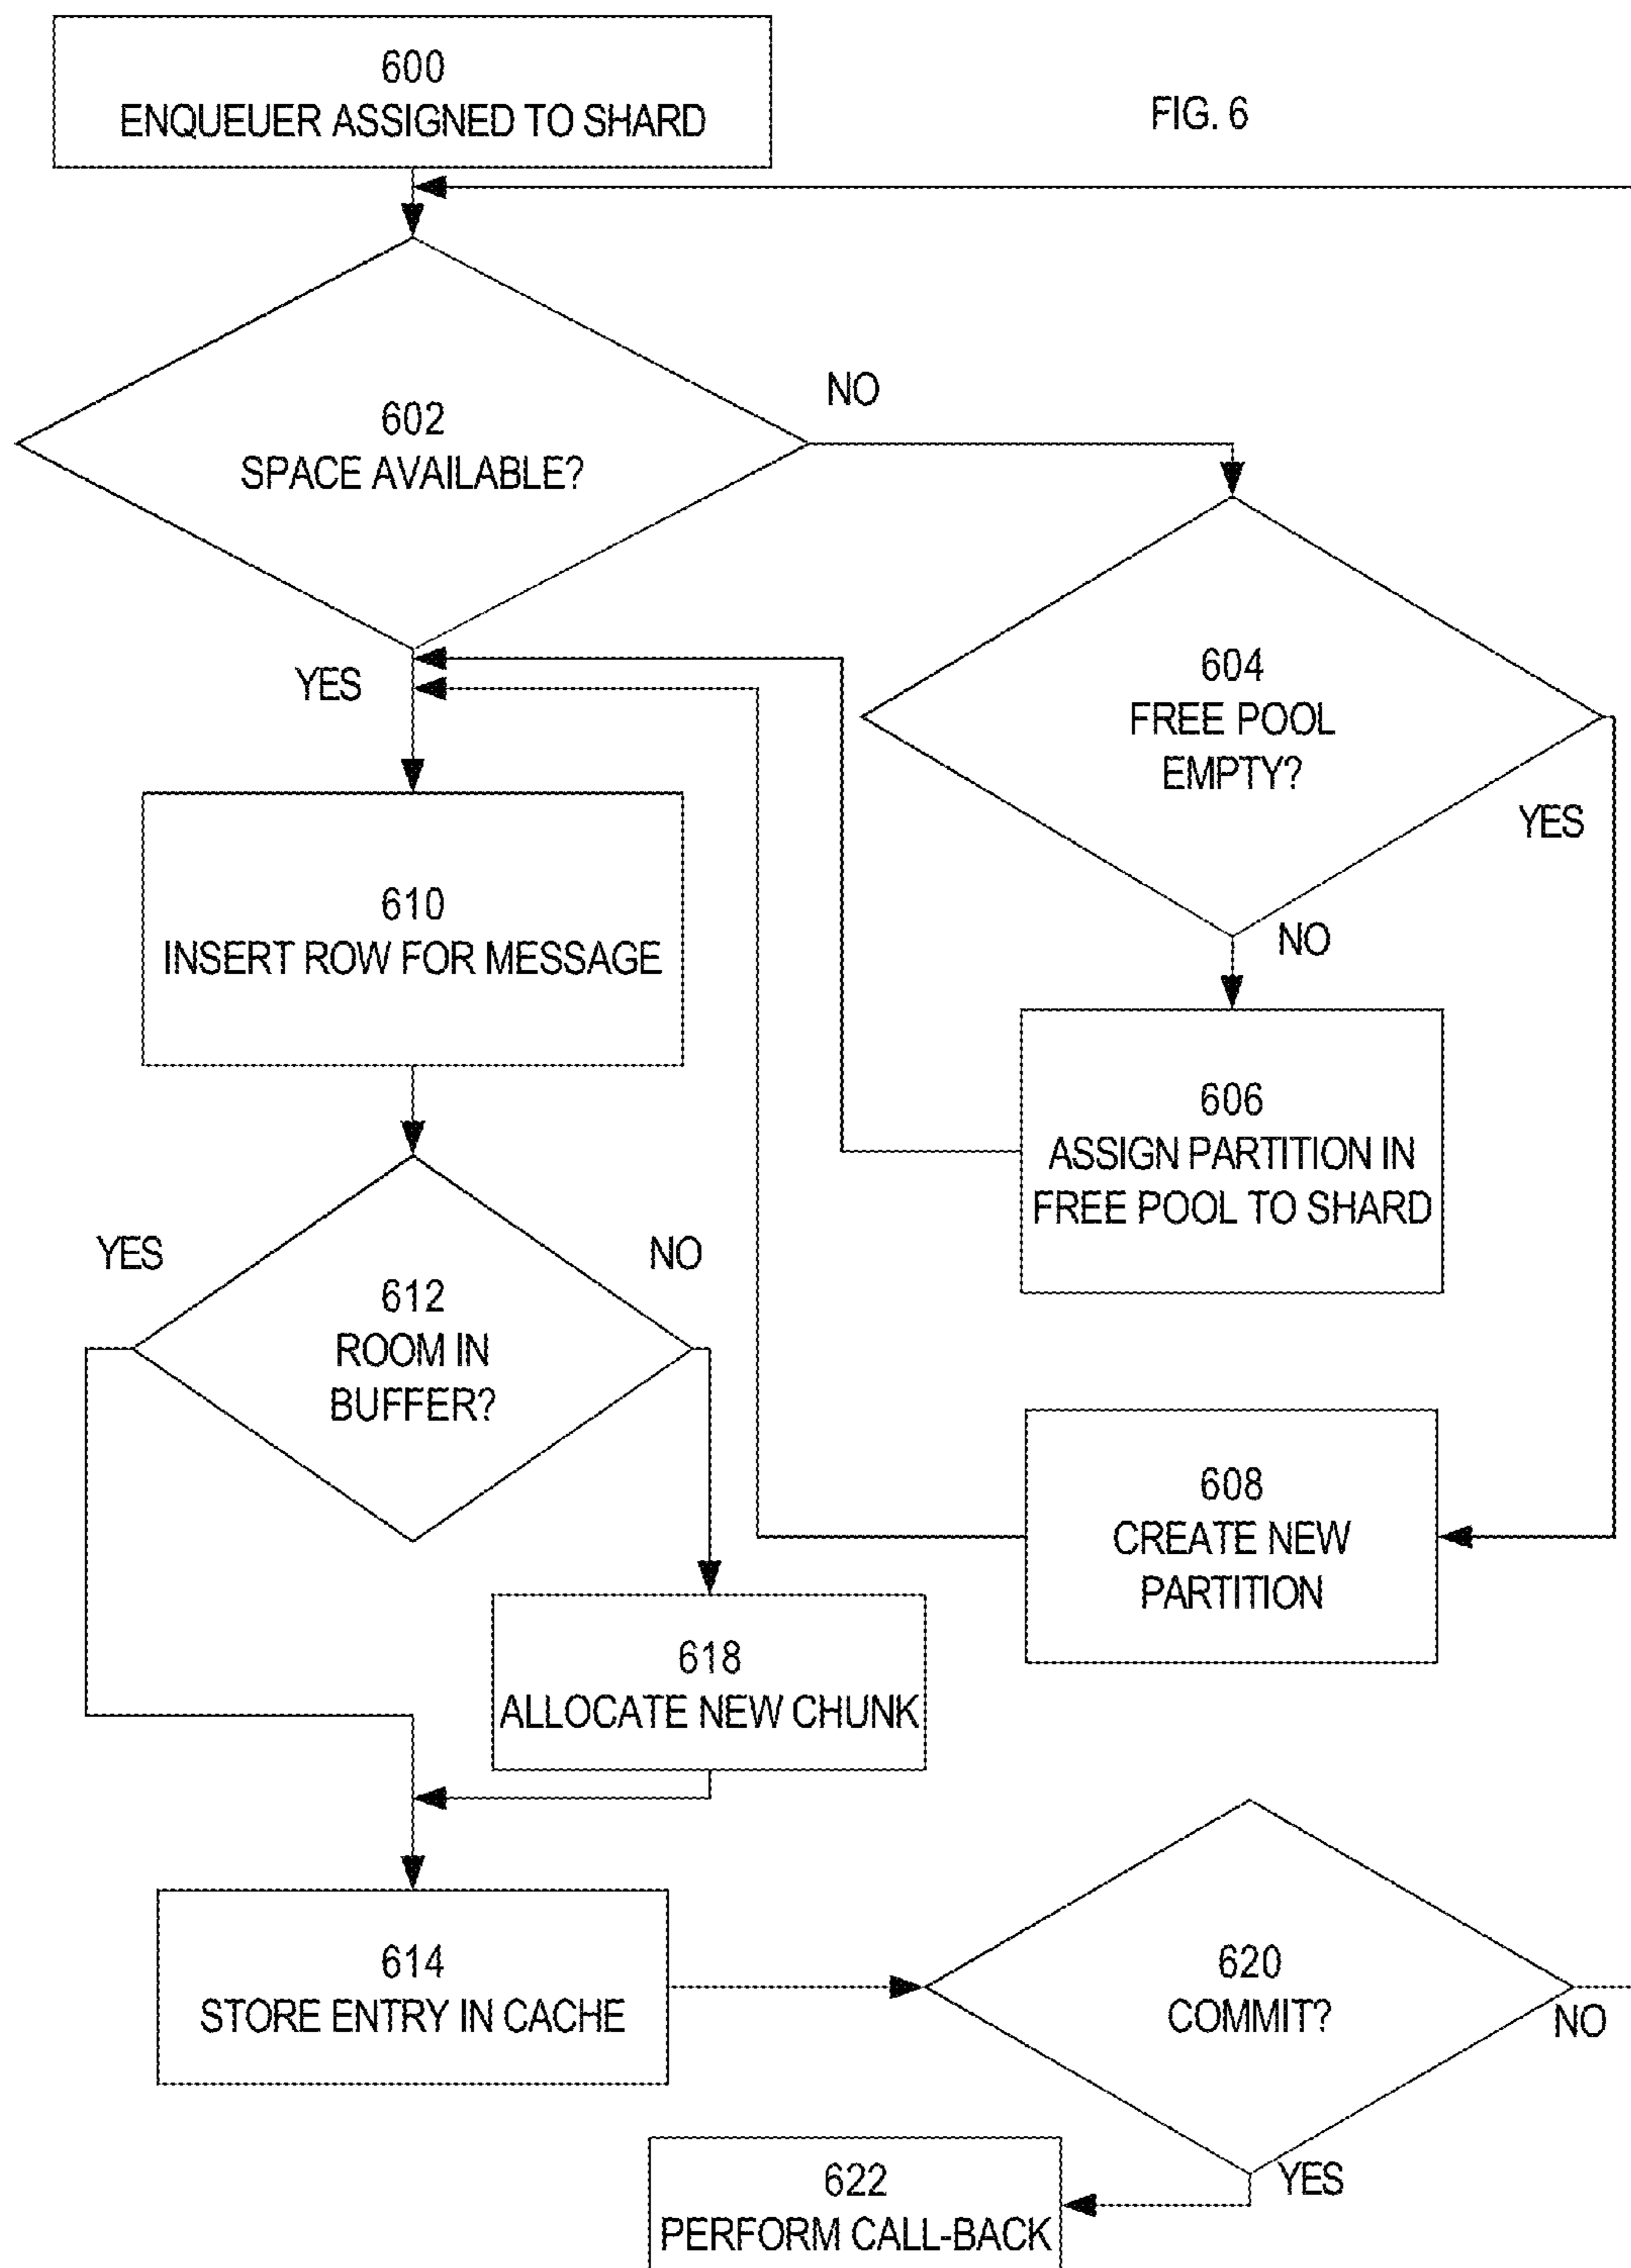 600
ENQUEUER ASSIGNED TO SHARD
FIG. 6
602
SPACE AVAILABLE?
NO
YES
604
FREE POOL
EMPTY?
YES
NO
606
ASSIGN PARTITION IN
FREE POOL TO SHARD
610
INSERT ROW FOR MESSAGE
YES
NO
612
ROOM IN
BUFFER?
608
CREATE NEW
PARTITION
618
ALLOCATE NEW CHUNK
614
STORE ENTRY IN CACHE
620
COMMIT?
NO
YES
622
PERFORM CALL-BACK